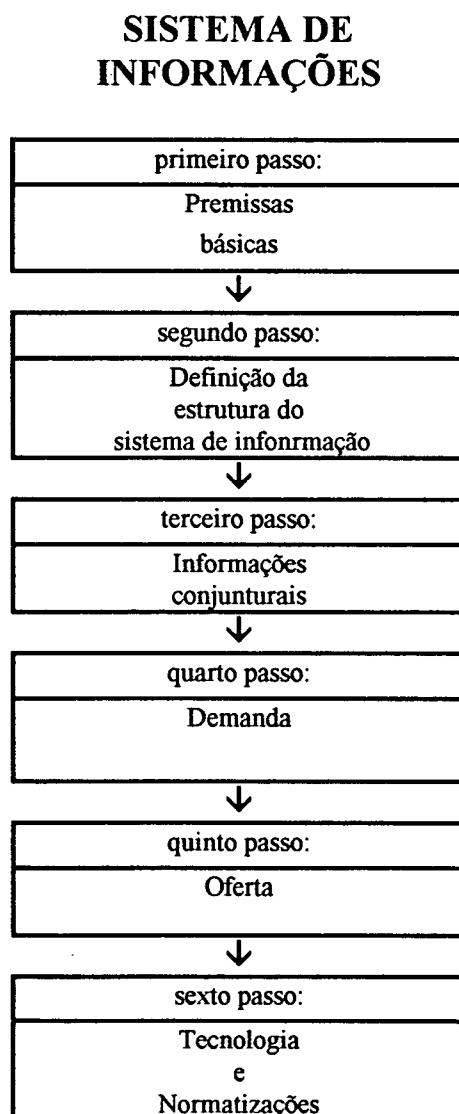 SISTEMA DE
INFORMAÇÕES
primeiro passo:
Premissas
básicas
segundo passo:
Definição da
estrutura do
sistema de infonrmação
terceiro passo:
Informações
conjunturais
quarto passo:
Demanda
quinto passo:
Oferta
sexto passo:
Tecnologia
e
Normatizações